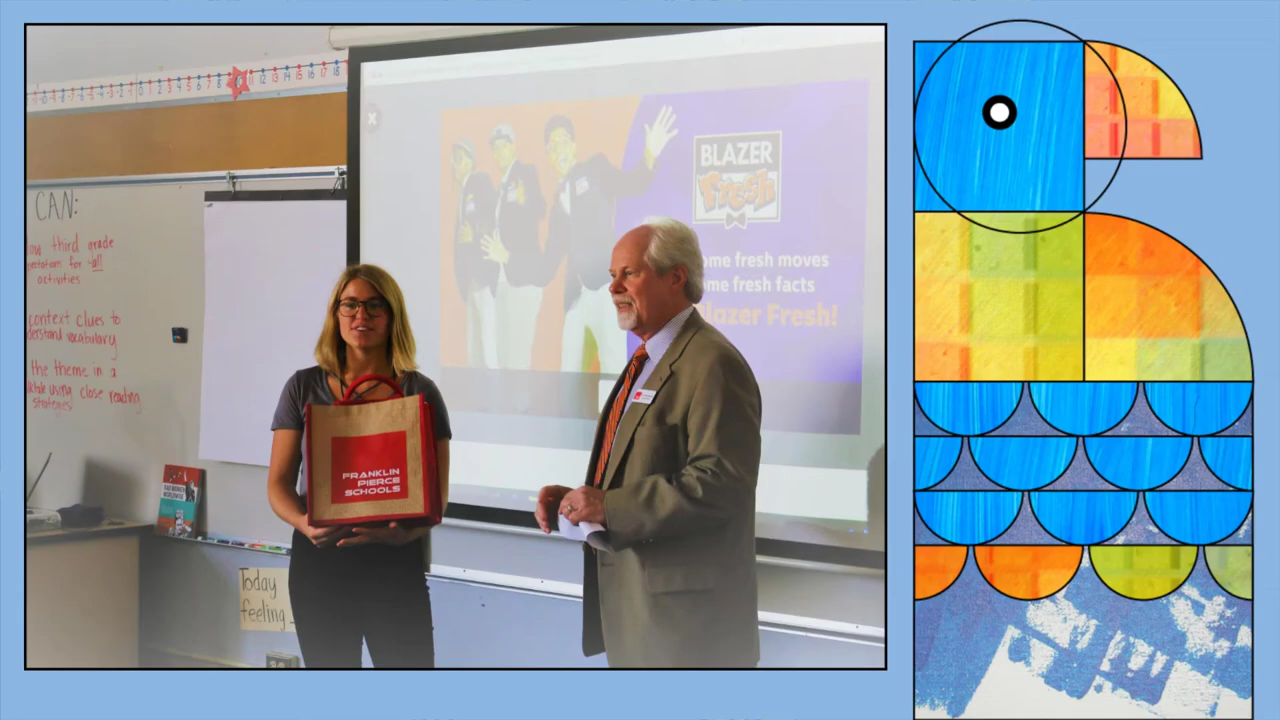 CAN:
third grade
for all
activities
context clues to
vocabulary
the theme in a
using close reading
strategies
x
BLAZER
Fresh
ome fresh moves
ome fresh facts
Blazer Fresh!
FRANKLIN
PIERCE
SCHOOLS
Today
feeling